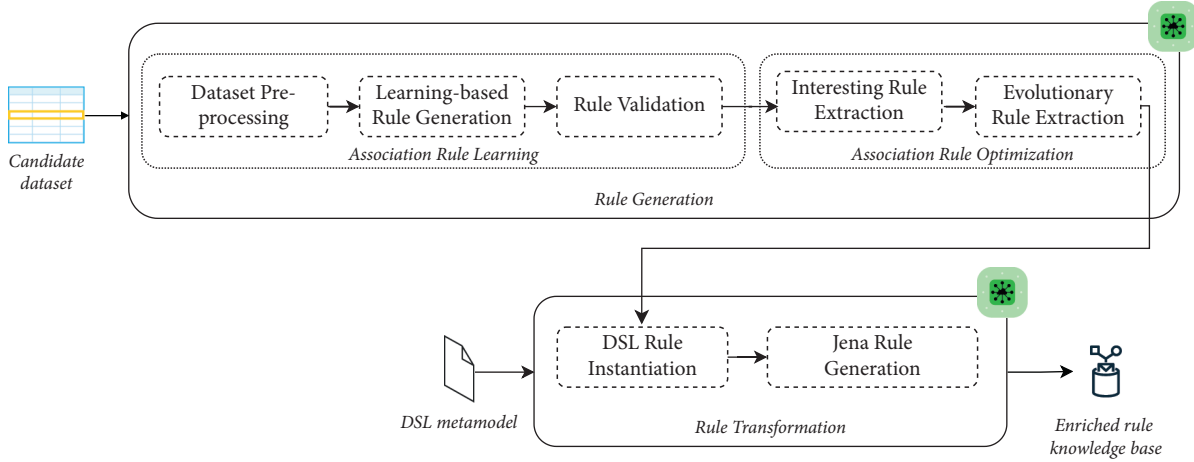 Candidate
dataset
Dataset Pre-
processing
Learning-based
Rule Generation
Rule Validation
Association Rule Learning
Interesting Rule
Extraction
Evolutionary
Rule Extraction
Association Rule Optimization
Rule Generation
DSL metamodel
DSL Rule
Instantiation
Jena Rule
Generation
Rule Transformation
Enriched rule
knowledge base